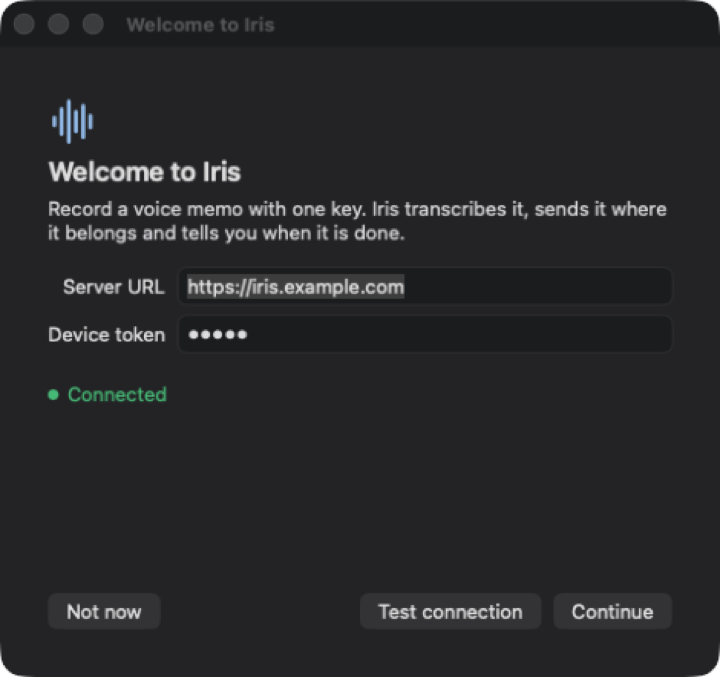 Welcome to Iris
Welcome to Iris
Record a voice memo with one key. Iris transcribes it, sends it where
it belongs and tells you when it is done.
Server URL https://iris.example.com
Device token •••••
Connected
Not now Test connection Continue